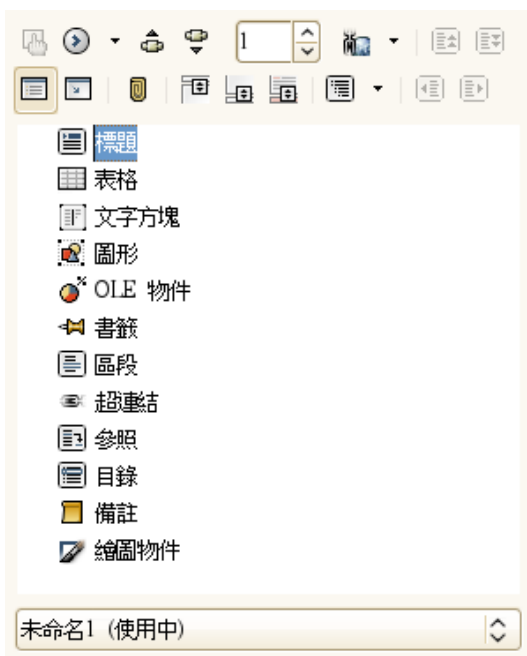 1
標題
表格
文字方塊
圖形
OLE 物件
書籤
區段
超連結
參照
目錄
備註
繪圖物件
未命名1 (使用中)